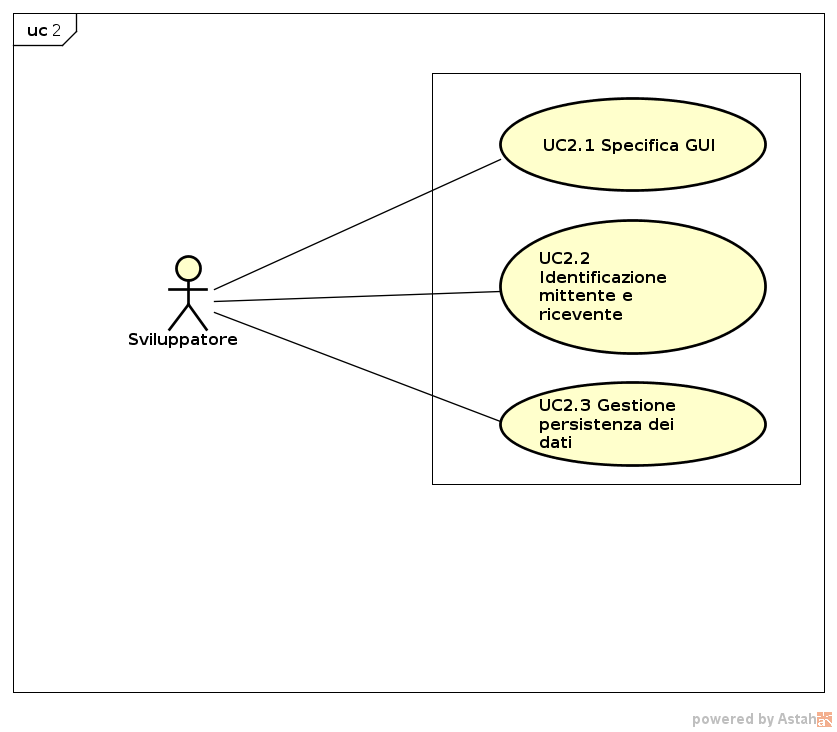 uc 2
UC2.1 Specifica GUI
UC2.2
Identificazione
mittente e
ricevente
Sviluppatore
UC2.3 Gestione
persistenza dei
dati
powered by Astah